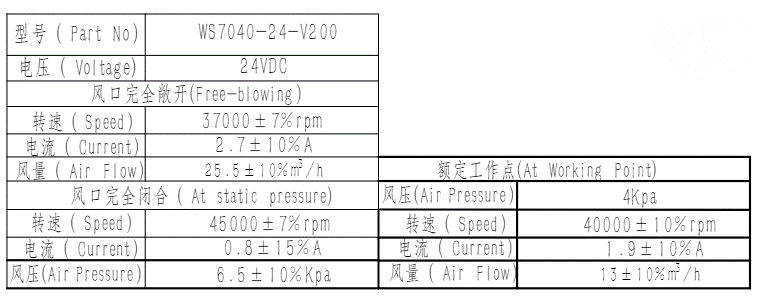 型号 ( Part No) WS7040-24-V200
电压 ( Voltage) 24VDC
风口完全敞开(Free-blowing)
转速 ( Speed) 37000±7%rpm
电流 ( Current) 2.7±10%A
风量 ( Air Flow) 25.5±10%m³/h
风口完全闭合 ( At static pressure)
转速 ( Speed) 45000±7%rpm
电流 ( Current) 0.8±15%A
风压(Air Pressure) 6.5±10%Kpa
额定工作点(At Working Point)
风压(Air Pressure) 4Kpa
转速 ( Speed) 40000±10%rpm
电流 ( Current) 1.9±10%A
风量 ( Air Flow) 13±10%m³/h